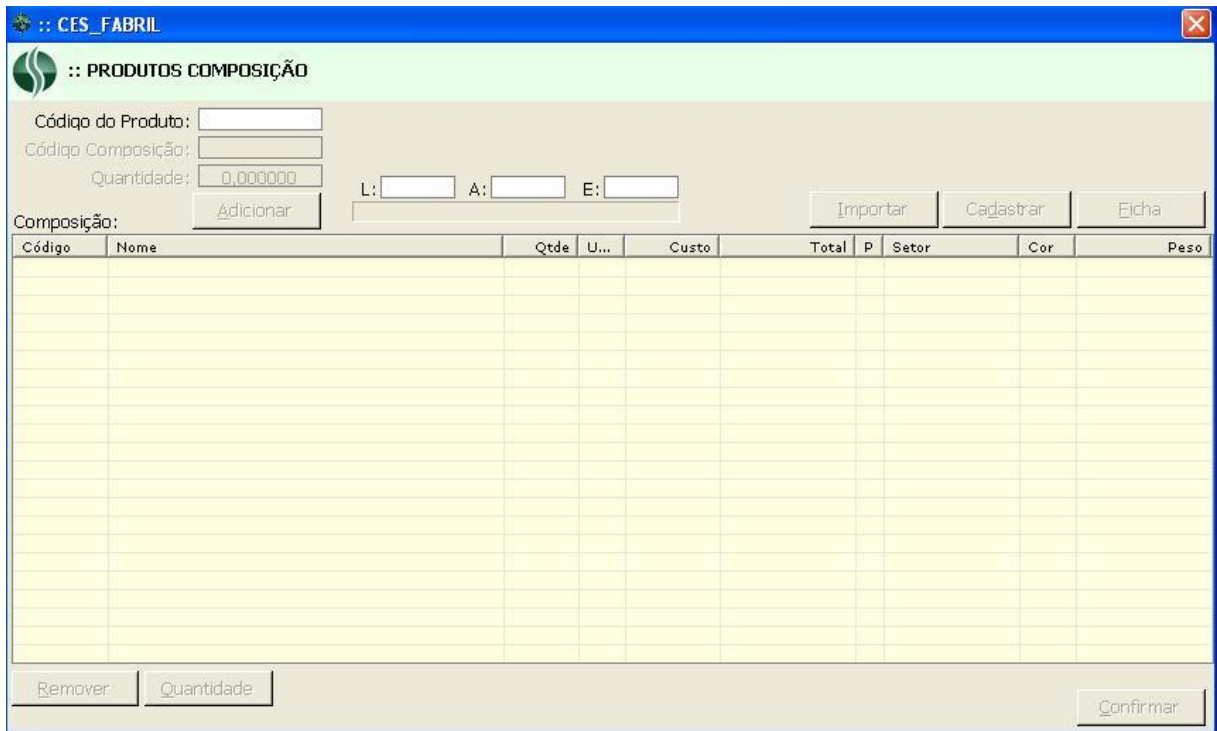 :: CES_FABRIL
:: PRODUTOS COMPOSIÇÃO
Código do Produto:
Código Composição:
Quantidade: 0,000000
L: A: E:
Adicionar Importar Cadastrar Ficha
Composição:
Código Nome Qtde U... Custo Total P Setor Cor Peso
Remover Quantidade
Confirmar